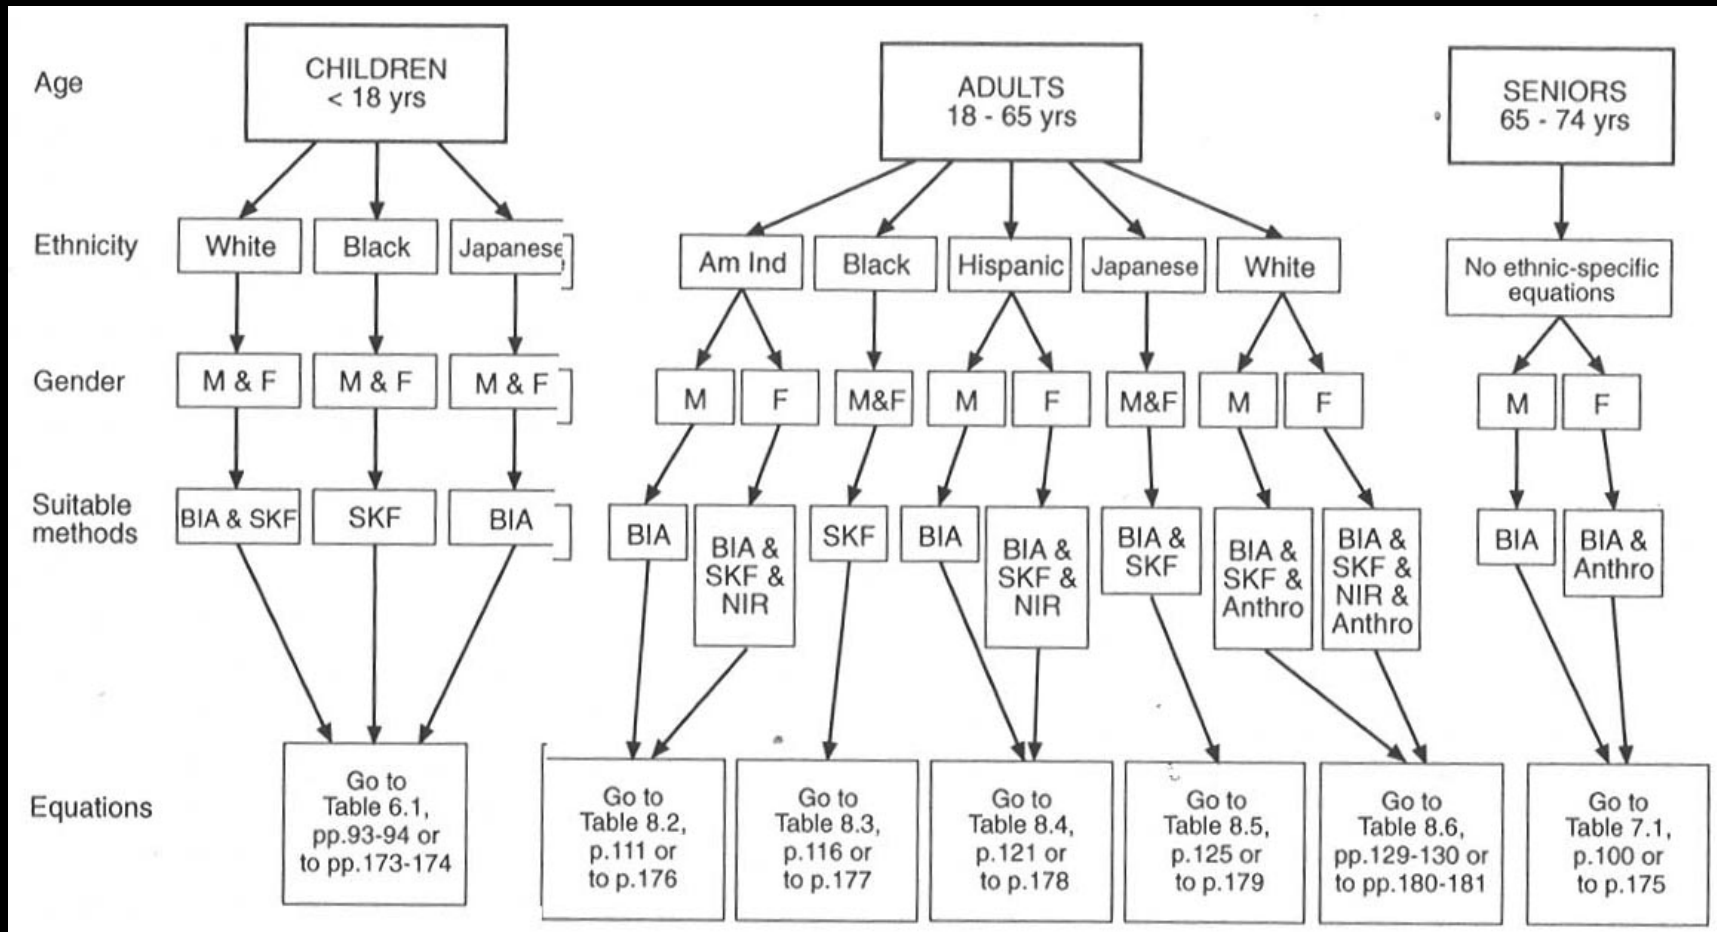 Age
CHILDREN
< 18 yrs
ADULTS
18 - 65 yrs
SENIORS
65 - 74 yrs
Ethnicity
White
Black
Japanese
Am Ind
Black
Hispanic
Japanese
White
No ethnic-specific
equations
Gender
M & F
M & F
M & F
M
F
M&F
M
F
M&F
M
F
M
F
Suitable
methods
BIA & SKF
SKF
BIA
BIA
BIA &
SKF &
NIR
SKF
BIA
BIA &
SKF &
NIR
BIA &
SKF
BIA &
SKF &
Anthro
BIA &
SKF &
NIR &
Anthro
BIA
BIA &
Anthro
Equations
Go to
Table 6.1,
pp.93-94 or
to pp.173-174
Go to
Table 8.2,
p.111 or
to p.176
Go to
Table 8.3,
p.116 or
to p.177
Go to
Table 8.4,
p.121 or
to p.178
Go to
Table 8.5,
p.125 or
to p.179
Go to
Table 8.6,
pp.129-130 or
to pp.180-181
Go to
Table 7.1,
p.100 or
to p.175